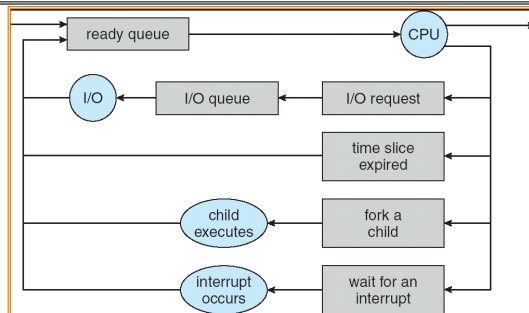 ready queue
CPU
I/O
I/O queue
I/O request
time slice
expired
child
executes
fork a
child
interrupt
occurs
wait for an
interrupt